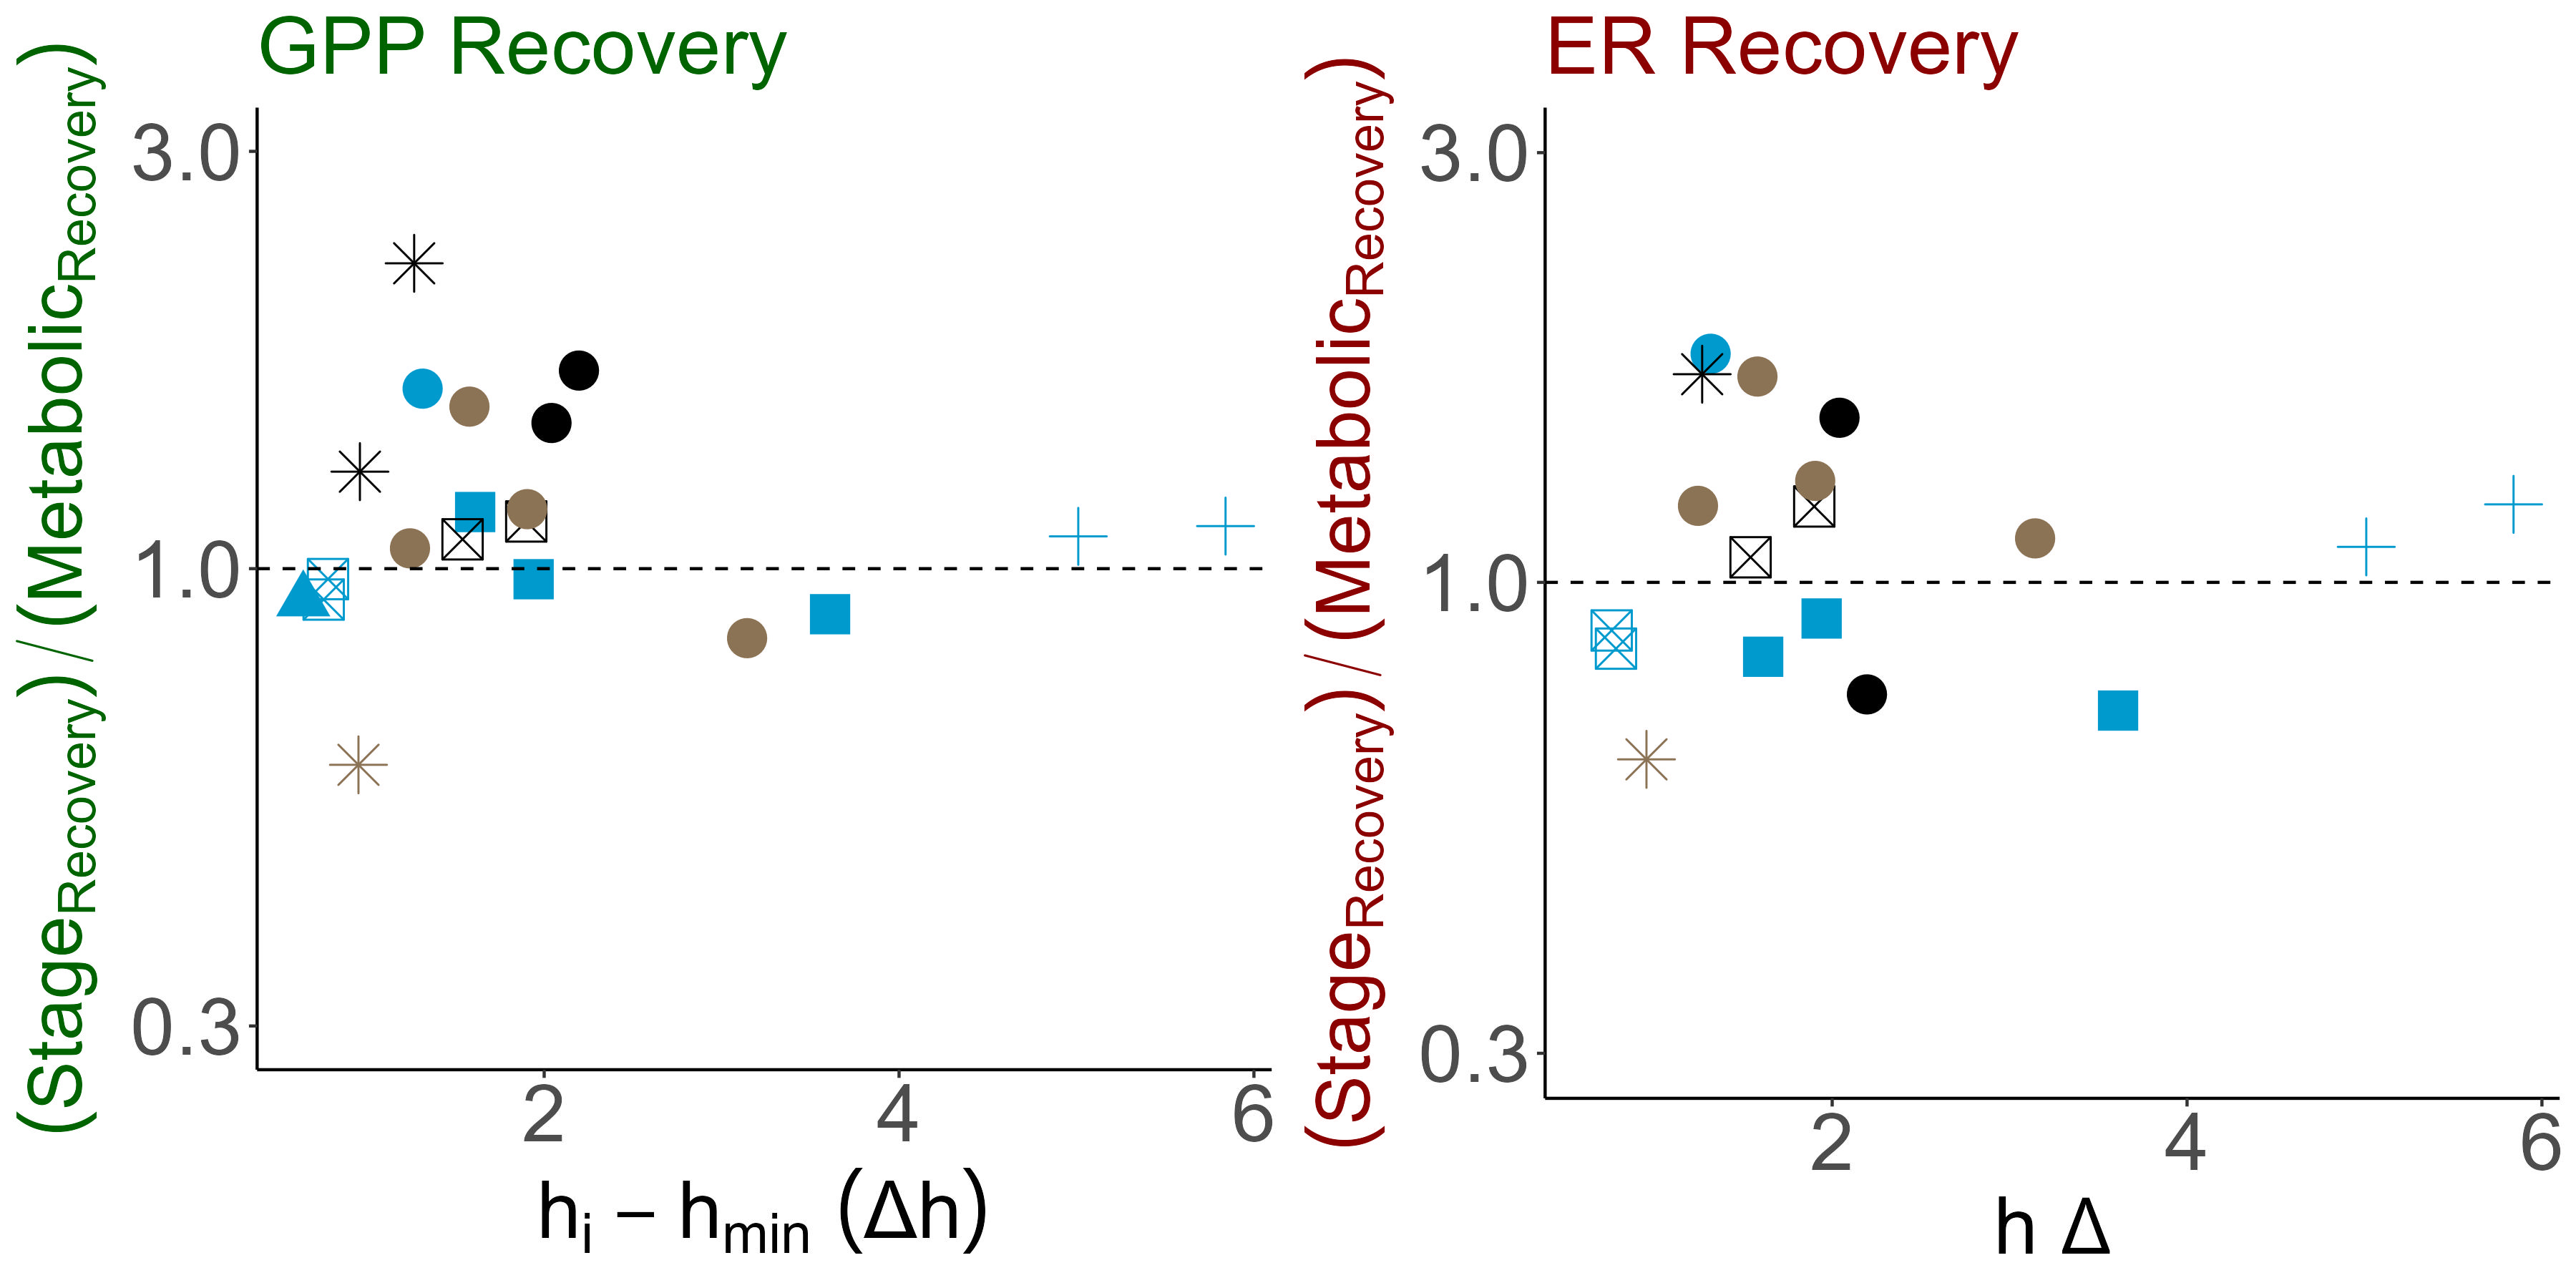 GPP Recovery
(StageRecovery) / (MetabolicRecovery)
3.0
1.0
0.3
2 4 6
hi − hmin (Δh)
ER Recovery
(StageRecovery) / (MetabolicRecovery)
3.0
1.0
0.3
2 4 6
h Δ